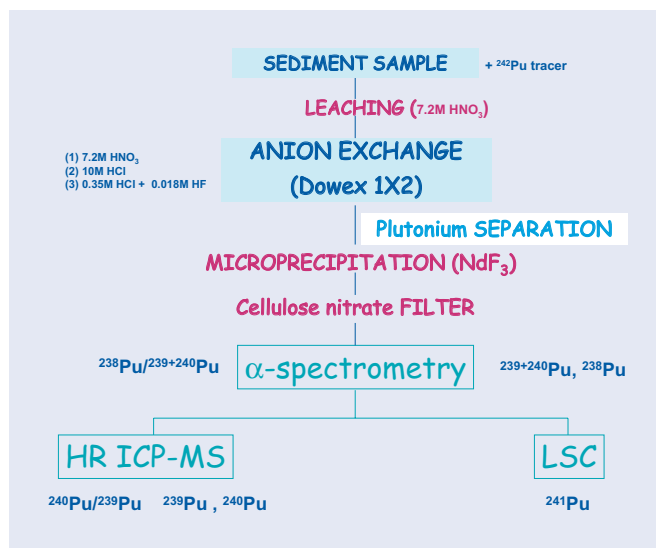 SEDIMENT SAMPLE + ²⁴²Pu tracer
LEACHING (7.2M HNO₃)
ANION EXCHANGE
(Dowex 1X2)
(1) 7.2M HNO₃
(2) 10M HCl
(3) 0.35M HCl + 0.018M HF
Plutonium SEPARATION
MICROPRECIPITATION (NdF₃)
Cellulose nitrate FILTER
²³⁸Pu/²³⁹⁺²⁴⁰Pu α-spectrometry ²³⁹⁺²⁴⁰Pu, ²³⁸Pu
HR ICP-MS LSC
²⁴⁰Pu/²³⁹Pu ²³⁹Pu , ²⁴⁰Pu ²⁴¹Pu